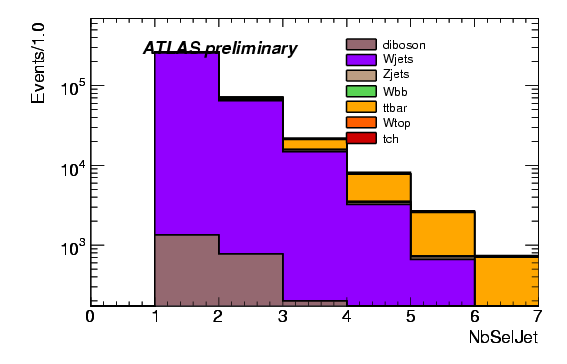 ATLAS preliminary
Events/1.0
10^5
10^4
10^3
diboson
Wjets
Zjets
Wbb
ttbar
Wtop
tch
0 1 2 3 4 5 6 7
NbSelJet